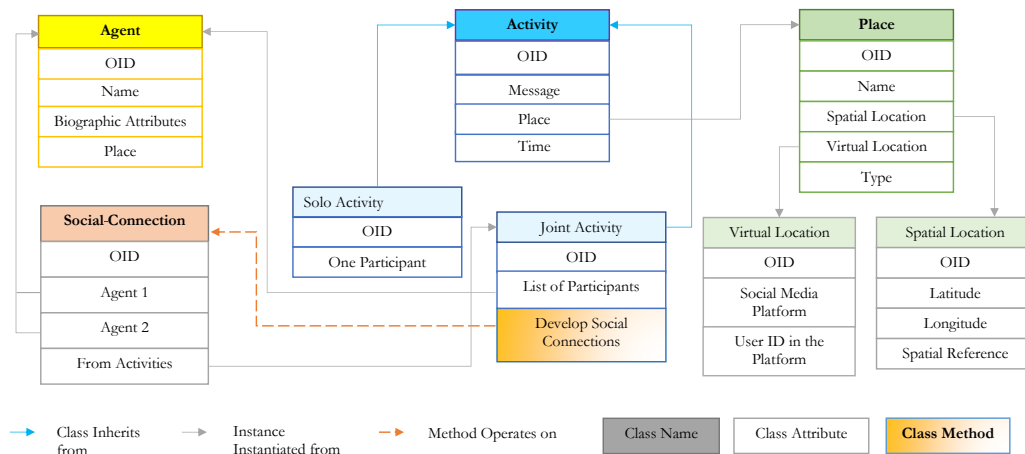 Agent
OID
Name
Biographic Attributes
Place
Activity
OID
Message
Place
Time
Place
OID
Name
Spatial Location
Virtual Location
Type
Social-Connection
OID
Agent 1
Agent 2
From Activities
Solo Activity
OID
One Participant
Joint Activity
OID
List of Participants
Develop Social
Connections
Virtual Location
OID
Social Media
Platform
User ID in the
Platform
Spatial Location
OID
Latitude
Longitude
Spatial Reference
Class Inherits
from
Instance
Instantiated from
Method Operates on
Class Name
Class Attribute
Class Method